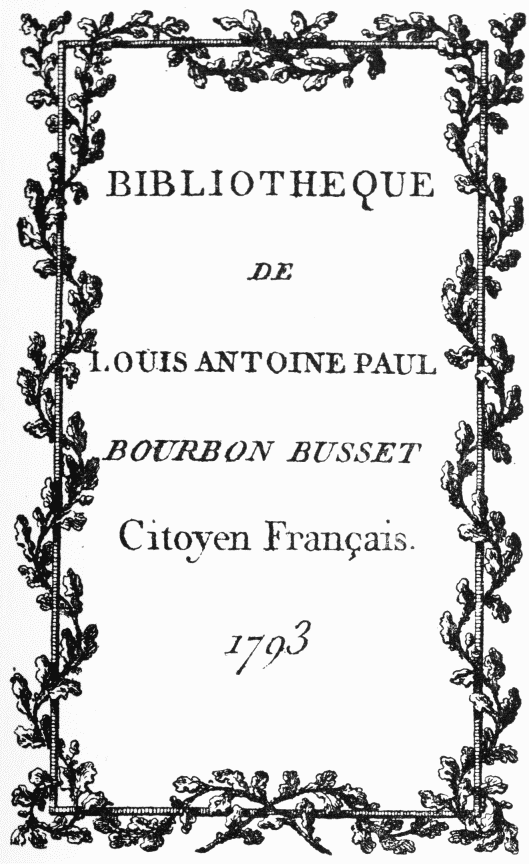 BIBLIOTHEQUE
DE
LOUIS ANTOINE PAUL
BOURBON BUSSET
Citoyen Français.
1793